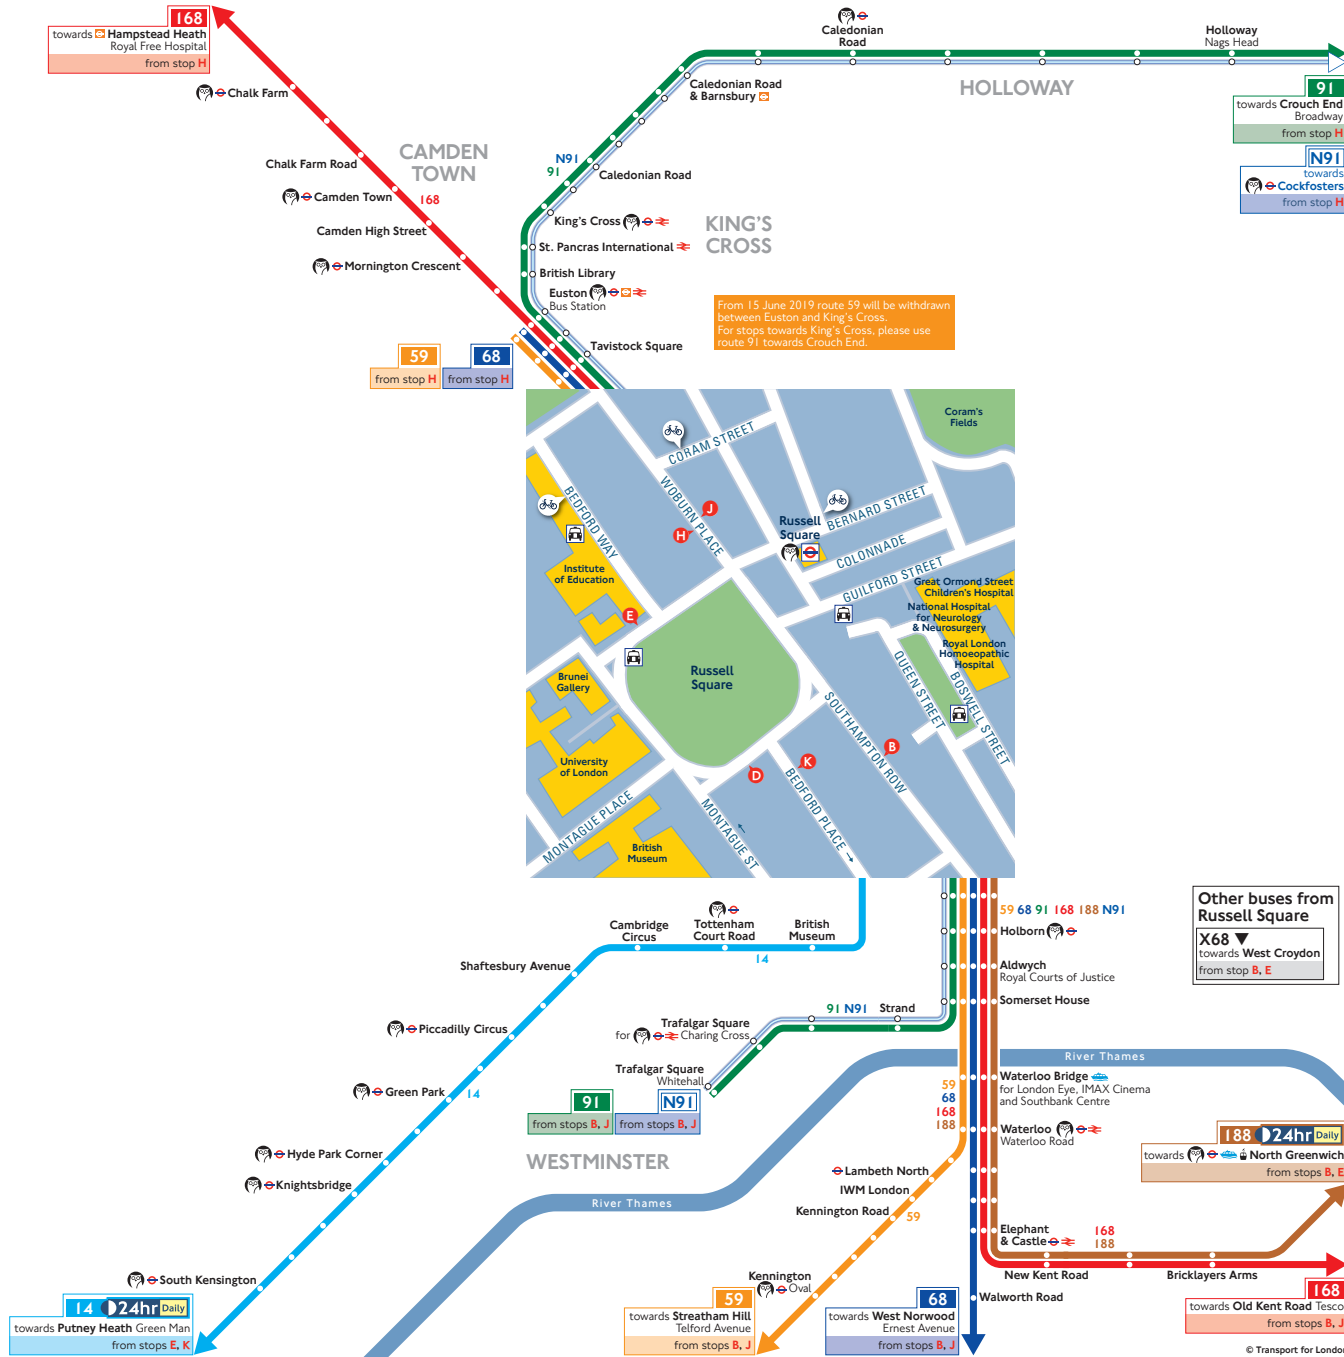 168
towards Hampstead Heath
Royal Free Hospital
from stop H
Chalk Farm
Chalk Farm Road
Camden Town
168
Camden High Street
Mornington Crescent
CAMDEN
TOWN
Caledonian
Road
Holloway
Nags Head
Caledonian Road
& Barnsbury
HOLLOWAY
91
towards Crouch End
Broadway
from stop H
N91
towards
Cockfosters
from stop H
N91
91
Caledonian Road
King's Cross
St. Pancras International
British Library
Euston
Bus Station
Tavistock Square
KING'S
CROSS
From 15 June 2019 route 59 will be withdrawn
between Euston and King's Cross.
For stops towards King's Cross, please use
route 91 towards Crouch End.
59
from stop H
68
from stop H
Coram's
Fields
CORAM STREET
BEDFORD WAY
WOBURN PLACE
J
H
Russell
Square
BERNARD STREET
COLONNADE
GUILFORD STREET
Institute
of Education
Great Ormond Street
Children's Hospital
National Hospital
for Neurology
& Neurosurgery
Royal London
Homoeopathic
Hospital
E
Russell
Square
Brunei
Gallery
QUEEN STREET
BOSWELL STREET
SOUTHAMPTON ROW
University
of London
B
K
D
BEDFORD PLACE
MONTAGUE PLACE
MONTAGUE ST
British
Museum
59 68 91 168 188 N91
Holborn
Aldwych
Royal Courts of Justice
Somerset House
Other buses from
Russell Square
X68
towards West Croydon
from stop B, E
Cambridge
Circus
Tottenham
Court Road
British
Museum
14
Shaftesbury Avenue
Piccadilly Circus
Green Park
14
Hyde Park Corner
Knightsbridge
South Kensington
14 24hr Daily
towards Putney Heath Green Man
from stops E, K
91 N91
Strand
Trafalgar Square
for Charing Cross
Trafalgar Square
Whitehall
91
from stops B, J
N91
from stops B, J
WESTMINSTER
River Thames
River Thames
59
68
168
188
Waterloo Bridge
for London Eye, IMAX Cinema
and Southbank Centre
Waterloo
Waterloo Road
188 24hr Daily
towards North Greenwich
from stops B, E
Lambeth North
IWM London
Kennington Road
59
Kennington
Oval
59
towards Streatham Hill
Telford Avenue
from stops B, J
68
towards West Norwood
Ernest Avenue
from stops B, J
Elephant
& Castle
168
188
New Kent Road
Bricklayers Arms
Walworth Road
168
towards Old Kent Road Tesco
from stops B, J
© Transport for London